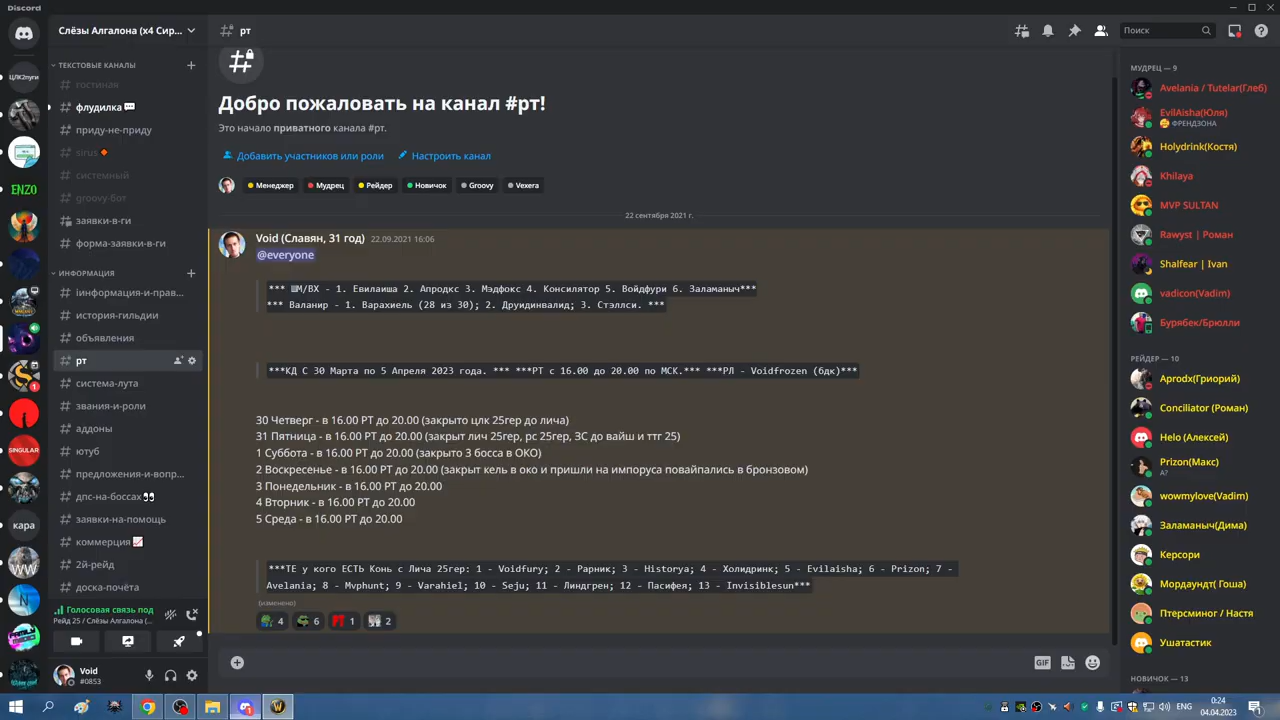 Discord
Слёзы Алгалона (x4 Сир...
рт
Поиск
ЦЛК2пуги
ENZO
SINGULAR
кара
ТЕКСТОВЫЕ КАНАЛЫ
гостиная
флудилка
приду-не-приду
sirus
системный
groovy-бот
заявки-в-ги
форма-заявки-в-ги
ИНФОРМАЦИЯ
іинформация-и-прав...
история-гильдии
объявления
рт
система-лута
звания-и-роли
аддоны
ютуб
предложения-и-вопр...
дпс-на-боссах
заявки-на-помощь
коммерция
2й-рейд
доска-почёта
Голосовая связь под
Рейд 25 / Слёзы Алгалона (...
Void
#0853
Добро пожаловать на канал #рт!
Это начало приватного канала #рт.
Добавить участников или роли
Настроить канал
Менеджер
Мудрец
Рейдер
Новичок
Groovy
Vexera
22 сентября 2021 г.
Void (Славян, 31 год) 22.09.2021 16:06
@everyone
*** ШМ/ВХ - 1. Евилаиша 2. Апродкс 3. Мэдфокс 4. Консилятор 5. Войдфури 6. Заламаныч***
*** Валанир - 1. Варахиель (28 из 30); 2. Друидинвалид; 3. Стэллси. ***
***КД С 30 Марта по 5 Апреля 2023 года. *** ***РТ с 16.00 до 20.00 по МСК.*** ***РЛ - Voidfrozen (бдк)***
30 Четверг - в 16.00 РТ до 20.00 (закрыто цлк 25гер до лича)
31 Пятница - в 16.00 РТ до 20.00 (закрыт лич 25гер, рс 25гер, ЗС до вайш и ттг 25)
1 Суббота - в 16.00 РТ до 20.00 (закрыто 3 босса в ОКО)
2 Воскресенье - в 16.00 РТ до 20.00 (закрыт кель в око и пришли на импоруса повайпались в бронзовом)
3 Понедельник - в 16.00 РТ до 20.00
4 Вторник - в 16.00 РТ до 20.00
5 Среда - в 16.00 РТ до 20.00
***ТЕ у кого ЕСТЬ Конь с Лича 25гер: 1 - Voidfury; 2 - Рарник; 3 - Historya; 4 - Холидринк; 5 - Evilaisha; 6 - Prizon; 7 -
Avelania; 8 - Mvphunt; 9 - Varahiel; 10 - Seju; 11 - Линдгрен; 12 - Пасифея; 13 - Invisiblesun***
(изменена)
4
6
1
2
GIF
МУДРЕЦ — 9
Avelania / Tutelar(Глеб)
EvilAisha(Юля)
ФРЕНДЗОНА
Holydrink(Костя)
Khilaya
MVP SULTAN
Rawyst | Роман
Shalfear | Ivan
vadicon(Vadim)
Бурябек/Брюлли
РЕЙДЕР — 10
Aprodx(Гриорий)
Conciliator (Роман)
Helo (Алексей)
Prizon(Макс)
А?
wowmylove(Vadim)
Заламаныч(Дима)
Керсори
Мордаундт( Гоша)
Птерсминог / Настя
Ушатастик
НОВИЧОК — 13
ENG
0:24
04.04.2023